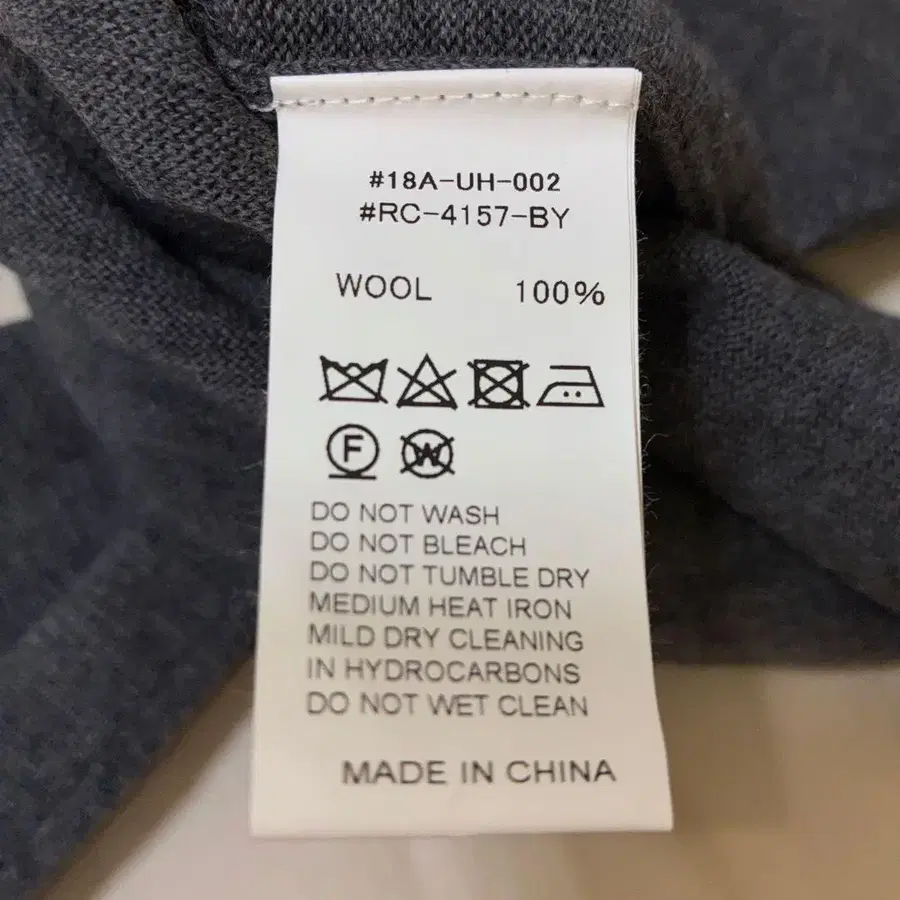 #18A-UH-002
#RC-4157-BY
WOOL 100%
F W
DO NOT WASH
DO NOT BLEACH
DO NOT TUMBLE DRY
MEDIUM HEAT IRON
MILD DRY CLEANING
IN HYDROCARBONS
DO NOT WET CLEAN
MADE IN CHINA